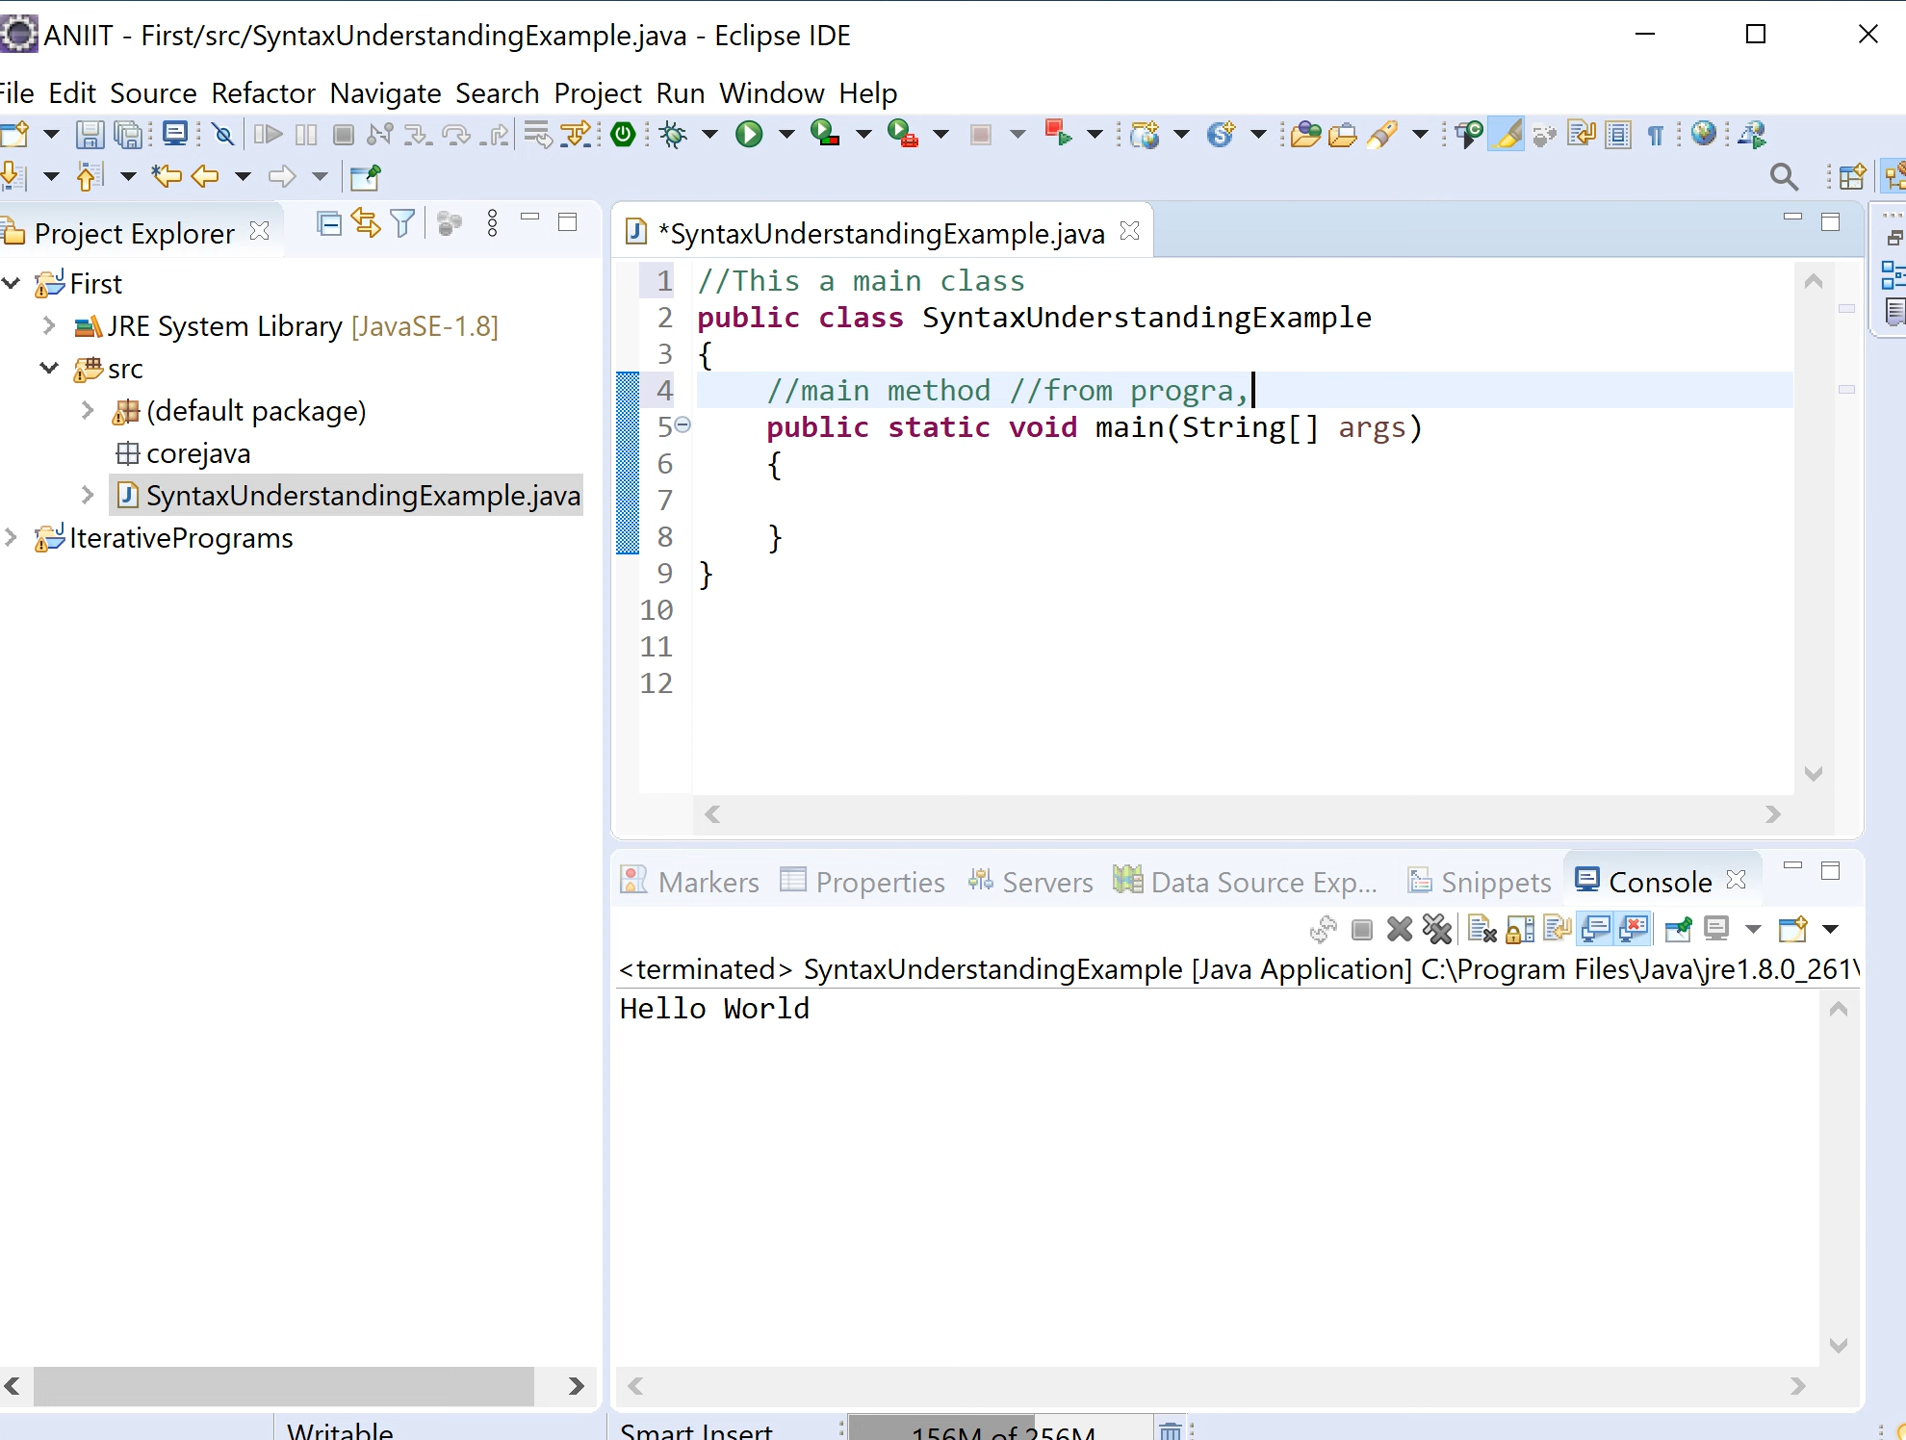 ANIIT - First/src/SyntaxUnderstandingExample.java - Eclipse IDE
File Edit Source Refactor Navigate Search Project Run Window Help
Project Explorer
First
JRE System Library [JavaSE-1.8]
src
(default package)
corejava
SyntaxUnderstandingExample.java
IterativePrograms
*SyntaxUnderstandingExample.java
1 //This a main class
2 public class SyntaxUnderstandingExample
3 {
4 //main method //from progra,
5 public static void main(String[] args)
6 {
7
8 }
9 }
10
11
12
Markers Properties Servers Data Source Exp... Snippets Console
<terminated> SyntaxUnderstandingExample [Java Application] C:\Program Files\Java\jre1.8.0_261\
Hello World
Writable Smart Insert 156M of 256M